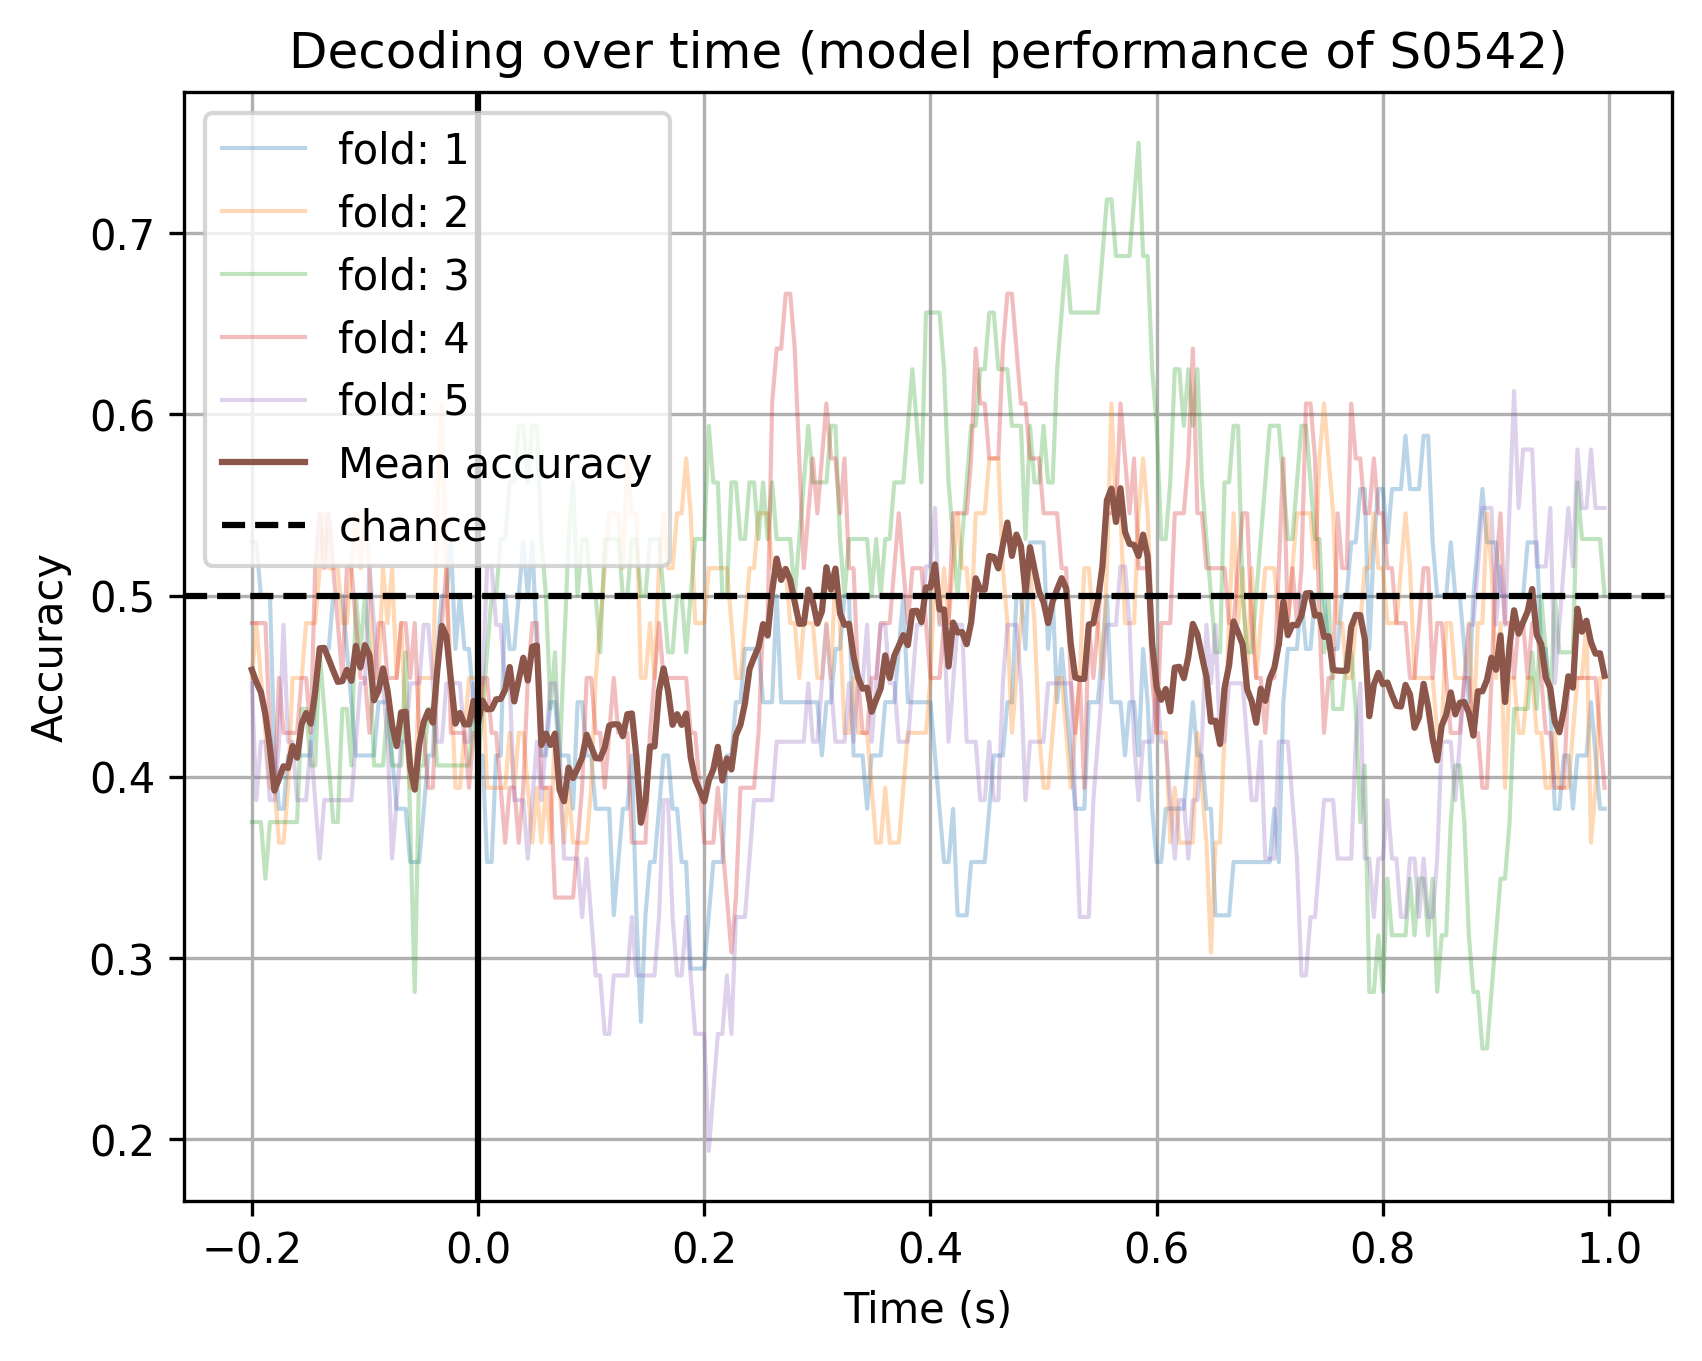 Decoding over time (model performance of S0542)
fold: 1
fold: 2
fold: 3
fold: 4
fold: 5
Mean accuracy
chance
Accuracy
0.7
0.6
0.5
0.4
0.3
0.2
−0.2 0.0 0.2 0.4 0.6 0.8 1.0
Time (s)